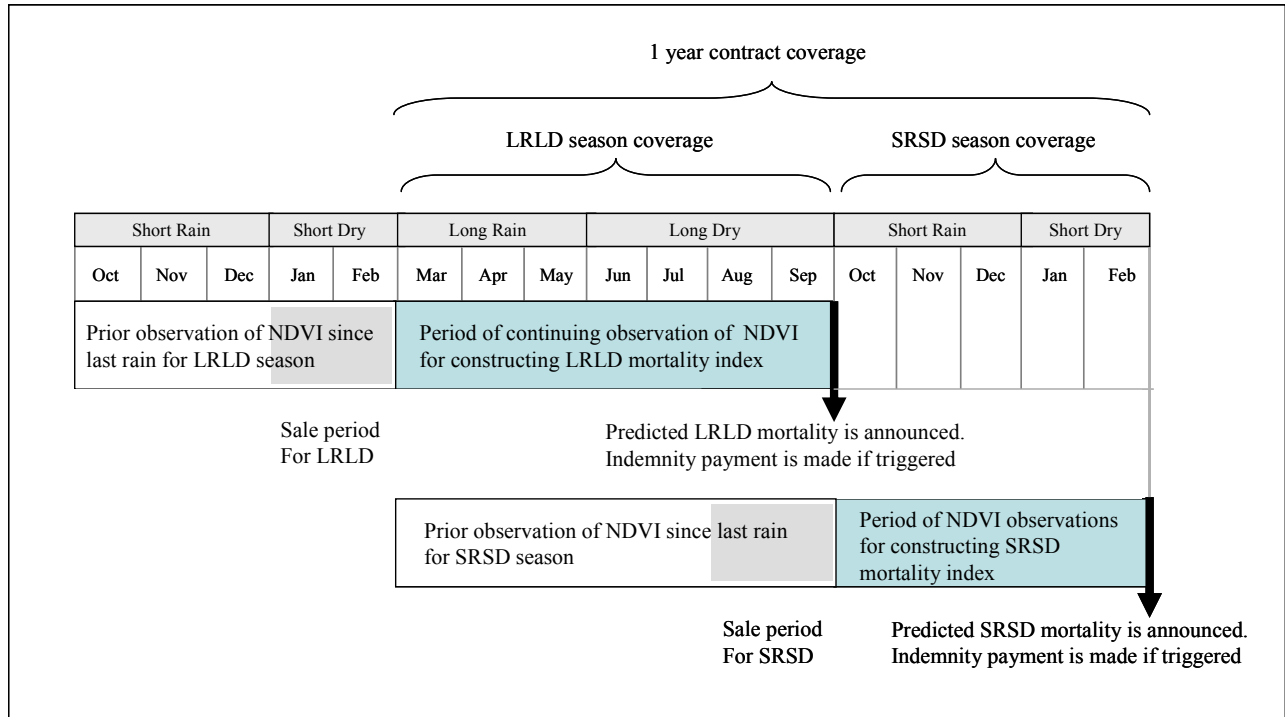 1 year contract coverage
LRLD season coverage
SRSD season coverage
Short Rain
Short Dry
Long Rain
Long Dry
Short Rain
Short Dry
Oct
Nov
Dec
Jan
Feb
Mar
Apr
May
Jun
Jul
Aug
Sep
Oct
Nov
Dec
Jan
Feb
Prior observation of NDVI since
last rain for LRLD season
Period of continuing observation of NDVI
for constructing LRLD mortality index
Sale period
For LRLD
Predicted LRLD mortality is announced.
Indemnity payment is made if triggered
Prior observation of NDVI since last rain
for SRSD season
Period of NDVI observations
for constructing SRSD
mortality index
Sale period
For SRSD
Predicted SRSD mortality is announced.
Indemnity payment is made if triggered